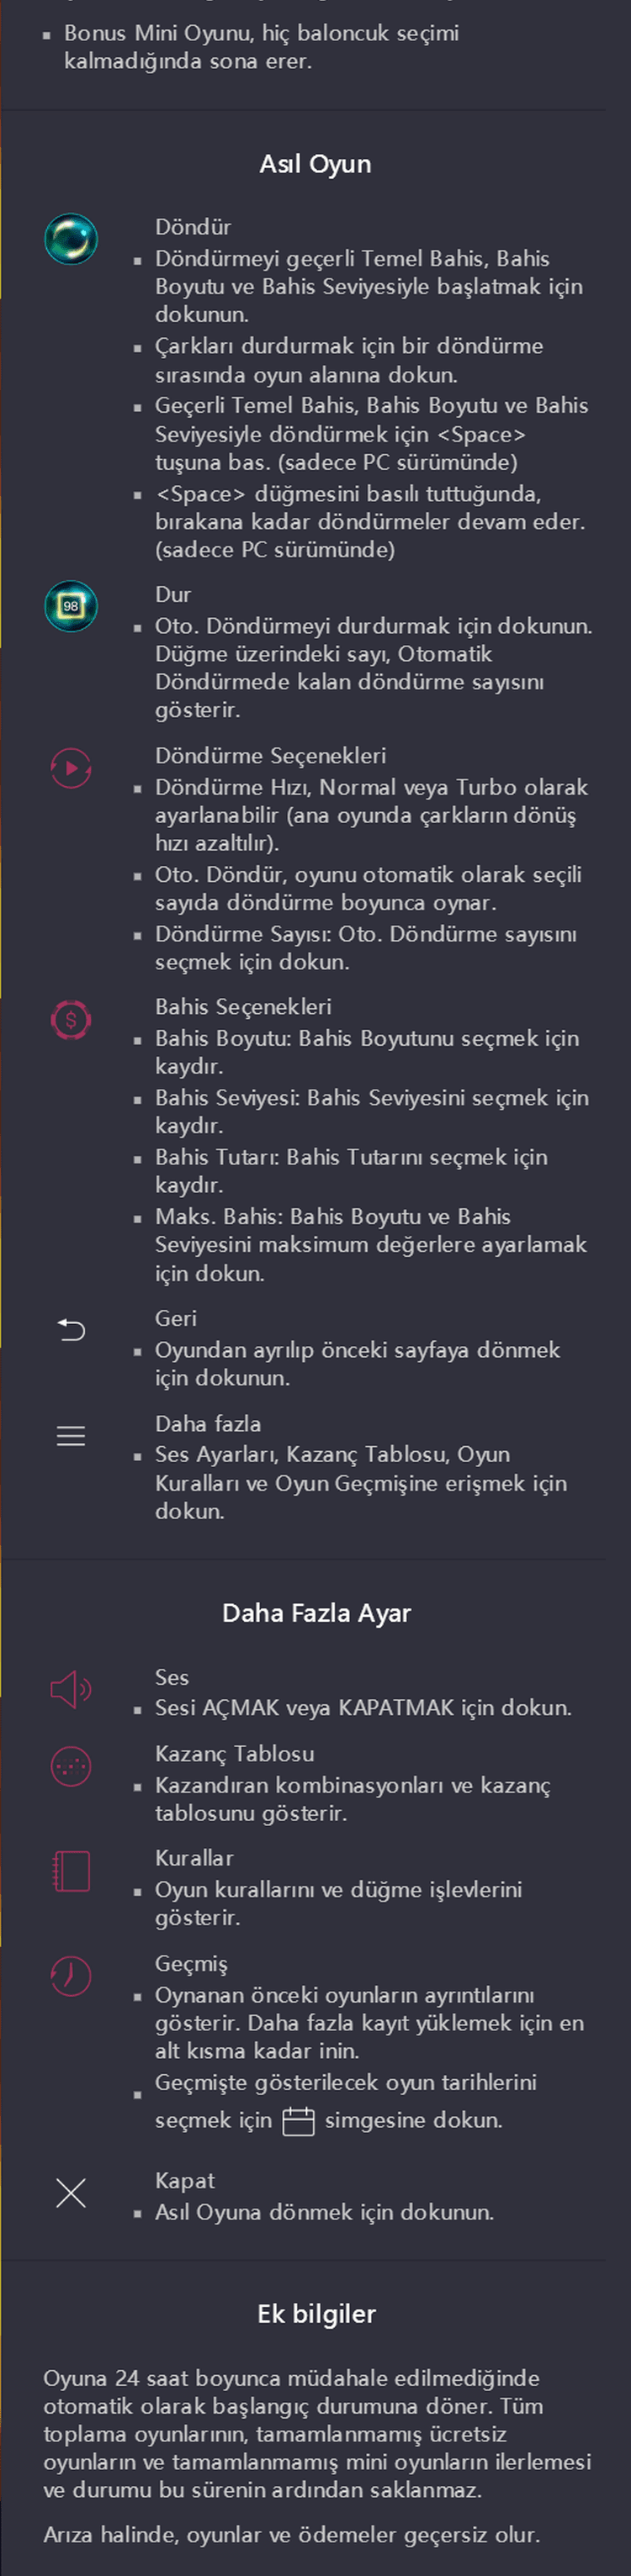 Bonus Mini Oyunu, hiç baloncuk seçimi
kalmadığında sona erer.
Asıl Oyun
Döndür
Döndürmeyi geçerli Temel Bahis, Bahis
Boyutu ve Bahis Seviyesiyle başlatmak için
dokunun.
Çarkları durdurmak için bir döndürme
sırasında oyun alanına dokun.
Geçerli Temel Bahis, Bahis Boyutu ve Bahis
Seviyesiyle döndürmek için <Space>
tuşuna bas. (sadece PC sürümünde)
<Space> düğmesini basılı tuttuğunda,
bırakana kadar döndürmeler devam eder.
(sadece PC sürümünde)
98
Dur
Oto. Döndürmeyi durdurmak için dokunun.
Düğme üzerindeki sayı, Otomatik
Döndürmede kalan döndürme sayısını
gösterir.
Döndürme Seçenekleri
Döndürme Hızı, Normal veya Turbo olarak
ayarlanabilir (ana oyunda çarkların dönüş
hızı azaltılır).
Oto. Döndür, oyunu otomatik olarak seçili
sayıda döndürme boyunca oynar.
Döndürme Sayısı: Oto. Döndürme sayısını
seçmek için dokun.
$
Bahis Seçenekleri
Bahis Boyutu: Bahis Boyutunu seçmek için
kaydır.
Bahis Seviyesi: Bahis Seviyesini seçmek için
kaydır.
Bahis Tutarı: Bahis Tutarını seçmek için
kaydır.
Maks. Bahis: Bahis Boyutu ve Bahis
Seviyesini maksimum değerlere ayarlamak
için dokun.
Geri
Oyundan ayrılıp önceki sayfaya dönmek
için dokunun.
Daha fazla
Ses Ayarları, Kazanç Tablosu, Oyun
Kuralları ve Oyun Geçmişine erişmek için
dokun.
Daha Fazla Ayar
Ses
Sesi AÇMAK veya KAPATMAK için dokun.
Kazanç Tablosu
Kazandıran kombinasyonları ve kazanç
tablosunu gösterir.
Kurallar
Oyun kurallarını ve düğme işlevlerini
gösterir.
Geçmiş
Oynanan önceki oyunların ayrıntılarını
gösterir. Daha fazla kayıt yüklemek için en
alt kısma kadar inin.
Geçmişte gösterilecek oyun tarihlerini
seçmek için simgesine dokun.
Kapat
Asıl Oyuna dönmek için dokunun.
Ek bilgiler
Oyuna 24 saat boyunca müdahale edilmediğinde
otomatik olarak başlangıç durumuna döner. Tüm
toplama oyunlarının, tamamlanmamış ücretsiz
oyunların ve tamamlanmamış mini oyunların ilerlemesi
ve durumu bu sürenin ardından saklanmaz.
Arıza halinde, oyunlar ve ödemeler geçersiz olur.